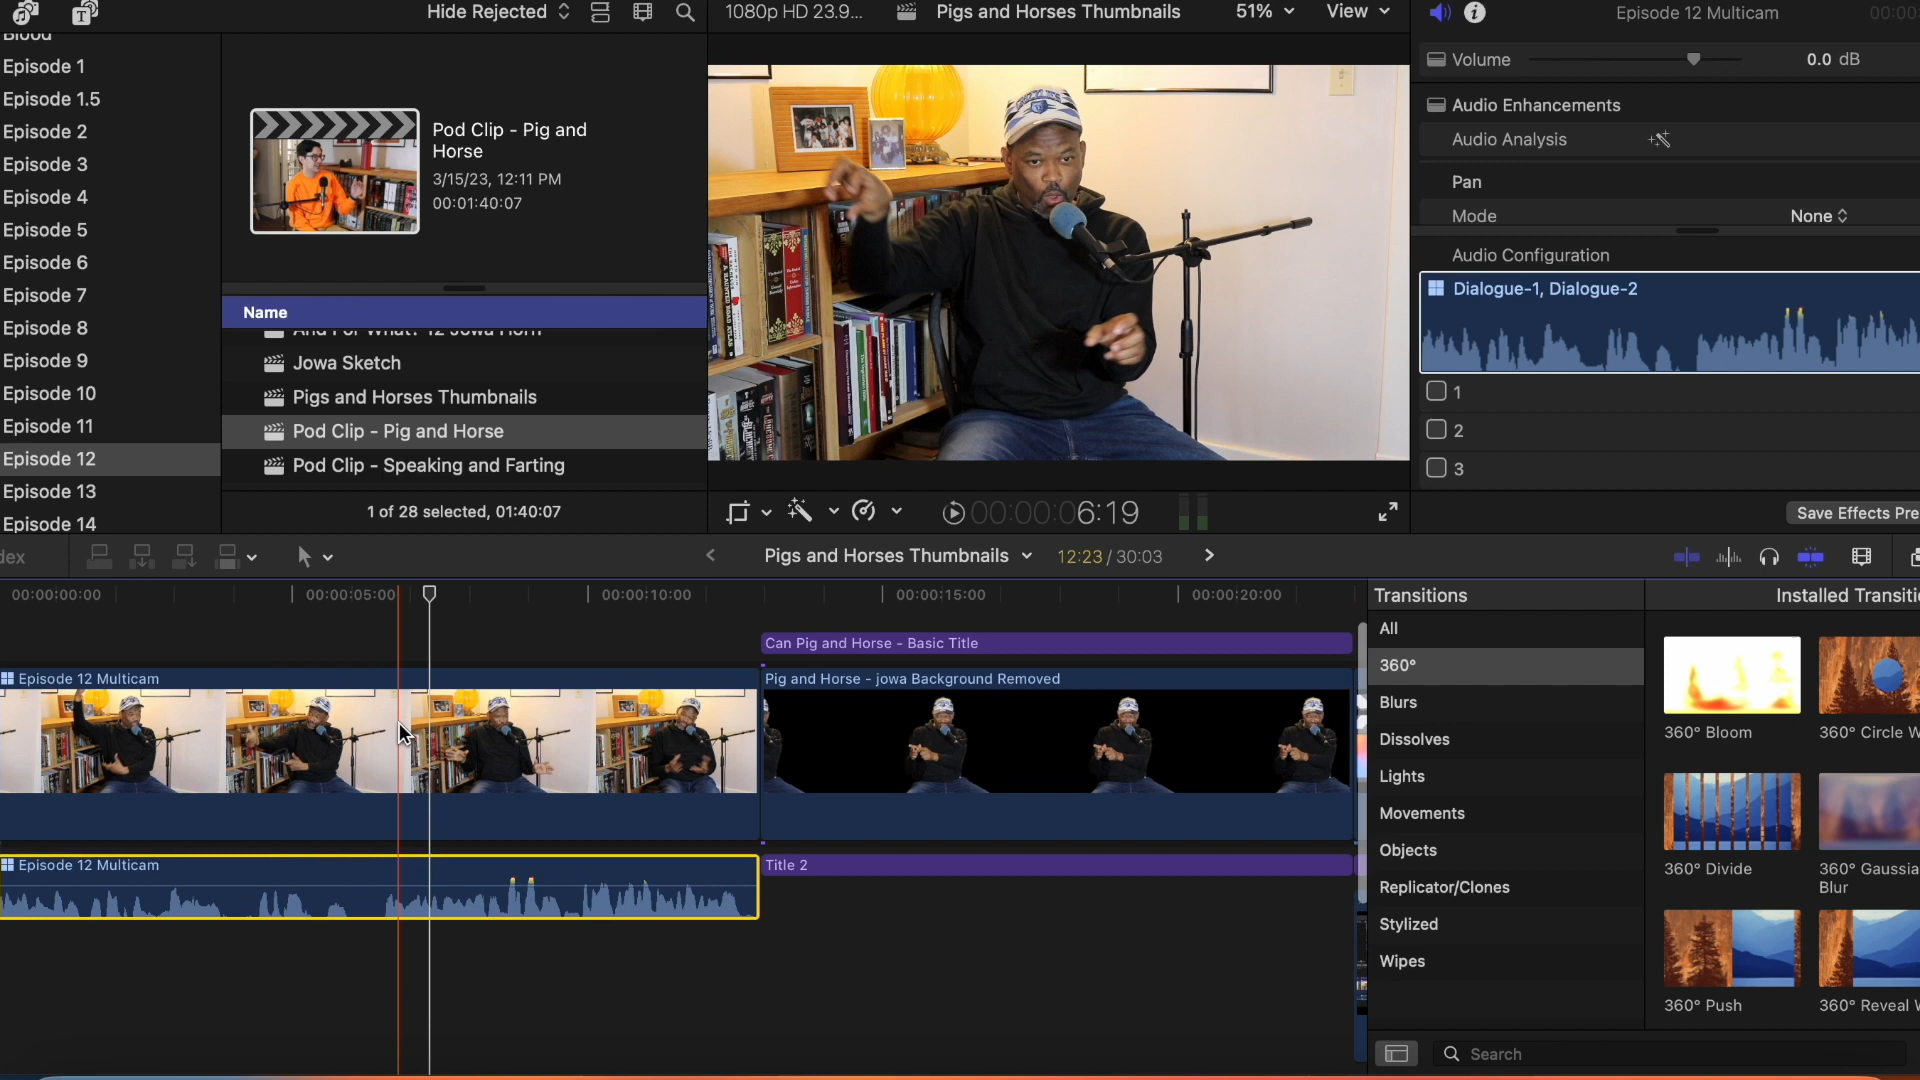 Hide Rejected
1080p HD 23.9...
Pigs and Horses Thumbnails
51%
View
Episode 12 Multicam
00:00
Blood
Episode 1
Episode 1.5
Episode 2
Episode 3
Episode 4
Episode 5
Episode 6
Episode 7
Episode 8
Episode 9
Episode 10
Episode 11
Episode 12
Episode 13
Episode 14
Pod Clip - Pig and
Horse
3/15/23, 12:11 PM
00:01:40:07
Name
And For What? 12 Jowa Horn
Jowa Sketch
Pigs and Horses Thumbnails
Pod Clip - Pig and Horse
Pod Clip - Speaking and Farting
1 of 28 selected, 01:40:07
00:00:06:19
Volume
0.0 dB
Audio Enhancements
Audio Analysis
Pan
Mode
None
Audio Configuration
Dialogue-1, Dialogue-2
1
2
3
Save Effects Pre
dex
Pigs and Horses Thumbnails
12:23 / 30:03
00:00:00:00
00:00:05:00
00:00:10:00
00:00:15:00
00:00:20:00
Can Pig and Horse - Basic Title
Episode 12 Multicam
Pig and Horse - jowa Background Removed
Episode 12 Multicam
Title 2
Transitions
Installed Transiti
All
360°
Blurs
Dissolves
Lights
Movements
Objects
Replicator/Clones
Stylized
Wipes
360° Bloom
360° Circle W
360° Divide
360° Gaussia
Blur
360° Push
360° Reveal W
Search